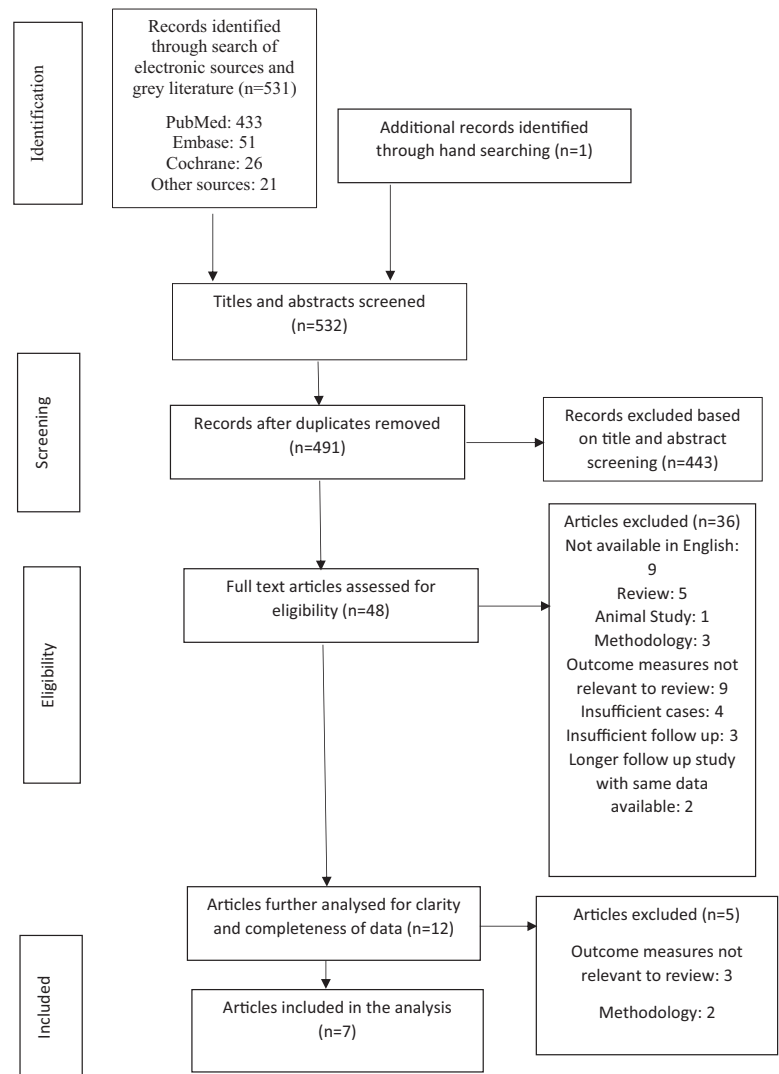 Identification
Records identified
through search of
electronic sources and
grey literature (n=531)
PubMed: 433
Embase: 51
Cochrane: 26
Other sources: 21
Additional records identified
through hand searching (n=1)
Titles and abstracts screened
(n=532)
Screening
Records after duplicates removed
(n=491)
Records excluded based
on title and abstract
screening (n=443)
Eligibility
Full text articles assessed for
eligibility (n=48)
Articles excluded (n=36)
Not available in English:
9
Review: 5
Animal Study: 1
Methodology: 3
Outcome measures not
relevant to review: 9
Insufficient cases: 4
Insufficient follow up: 3
Longer follow up study
with same data
available: 2
Articles further analysed for clarity
and completeness of data (n=12)
Articles excluded (n=5)
Outcome measures not
relevant to review: 3
Methodology: 2
Included
Articles included in the analysis
(n=7)